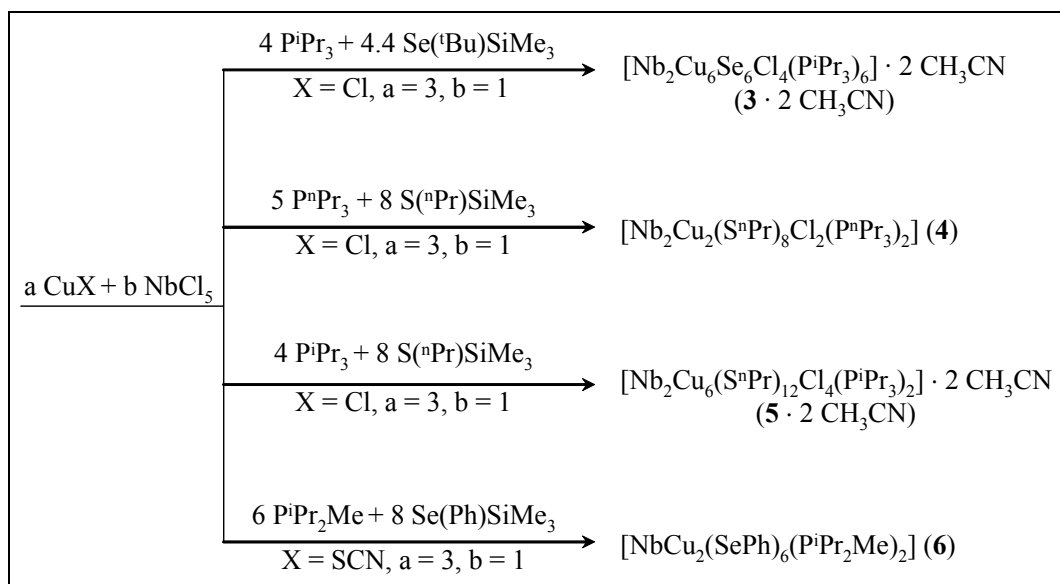 4 PⁱPr₃ + 4.4 Se(ᵗBu)SiMe₃
X = Cl, a = 3, b = 1
[Nb₂Cu₆Se₆Cl₄(PⁱPr₃)₆] · 2 CH₃CN
(3 · 2 CH₃CN)
5 PⁿPr₃ + 8 S(ⁿPr)SiMe₃
X = Cl, a = 3, b = 1
[Nb₂Cu₂(SⁿPr)₈Cl₂(PⁿPr₃)₂] (4)
a CuX + b NbCl₅
4 PⁱPr₃ + 8 S(ⁿPr)SiMe₃
X = Cl, a = 3, b = 1
[Nb₂Cu₆(SⁿPr)₁₂Cl₄(PⁱPr₃)₂] · 2 CH₃CN
(5 · 2 CH₃CN)
6 PⁱPr₂Me + 8 Se(Ph)SiMe₃
X = SCN, a = 3, b = 1
[NbCu₂(SePh)₆(PⁱPr₂Me)₂] (6)